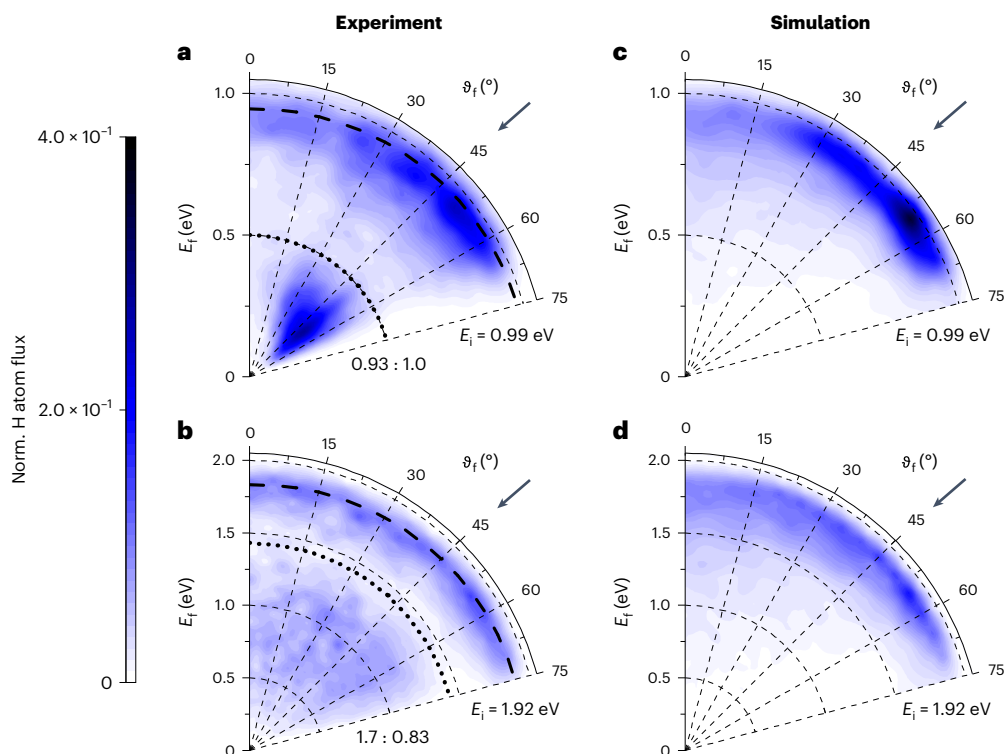 Experiment
Simulation
a
0
15
30
ϑf (°)
45
60
75
1.0
0.5
0
Ef (eV)
Ei = 0.99 eV
0.93 : 1.0
c
0
15
30
ϑf (°)
45
60
75
1.0
0.5
0
Ef (eV)
Ei = 0.99 eV
Norm. H atom flux
4.0 × 10⁻¹
2.0 × 10⁻¹
0
b
0
15
30
ϑf (°)
45
60
75
2.0
1.5
1.0
0.5
0
Ef (eV)
Ei = 1.92 eV
1.7 : 0.83
d
0
15
30
ϑf (°)
45
60
75
2.0
1.5
1.0
0.5
0
Ef (eV)
Ei = 1.92 eV